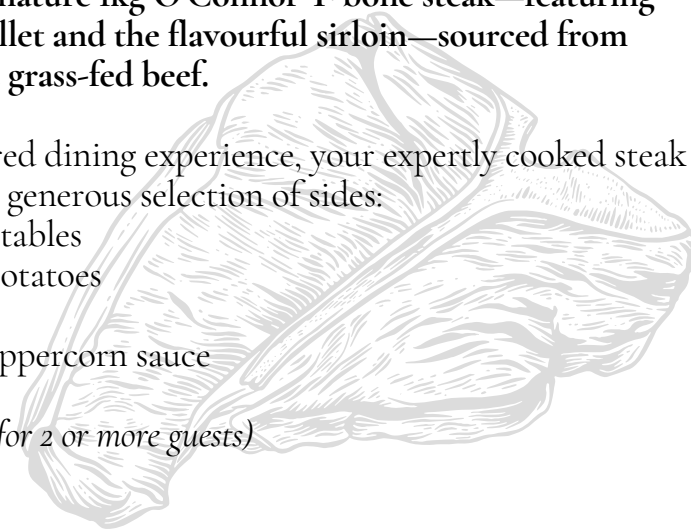 nature 1kg O'Connor T-bone steak—featuring
llet and the flavourful sirloin—sourced from
grass-fed beef.
red dining experience, your expertly cooked steak
generous selection of sides:
tables
otatoes
ppercorn sauce
for 2 or more guests)